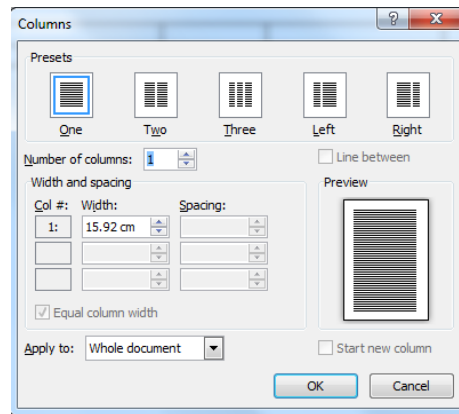 Columns
Presets
One Two Three Left Right
Number of columns: 1 Line between
Width and spacing Preview
Col #: Width: Spacing:
1: 15.92 cm
Equal column width
Apply to: Whole document Start new column
OK Cancel